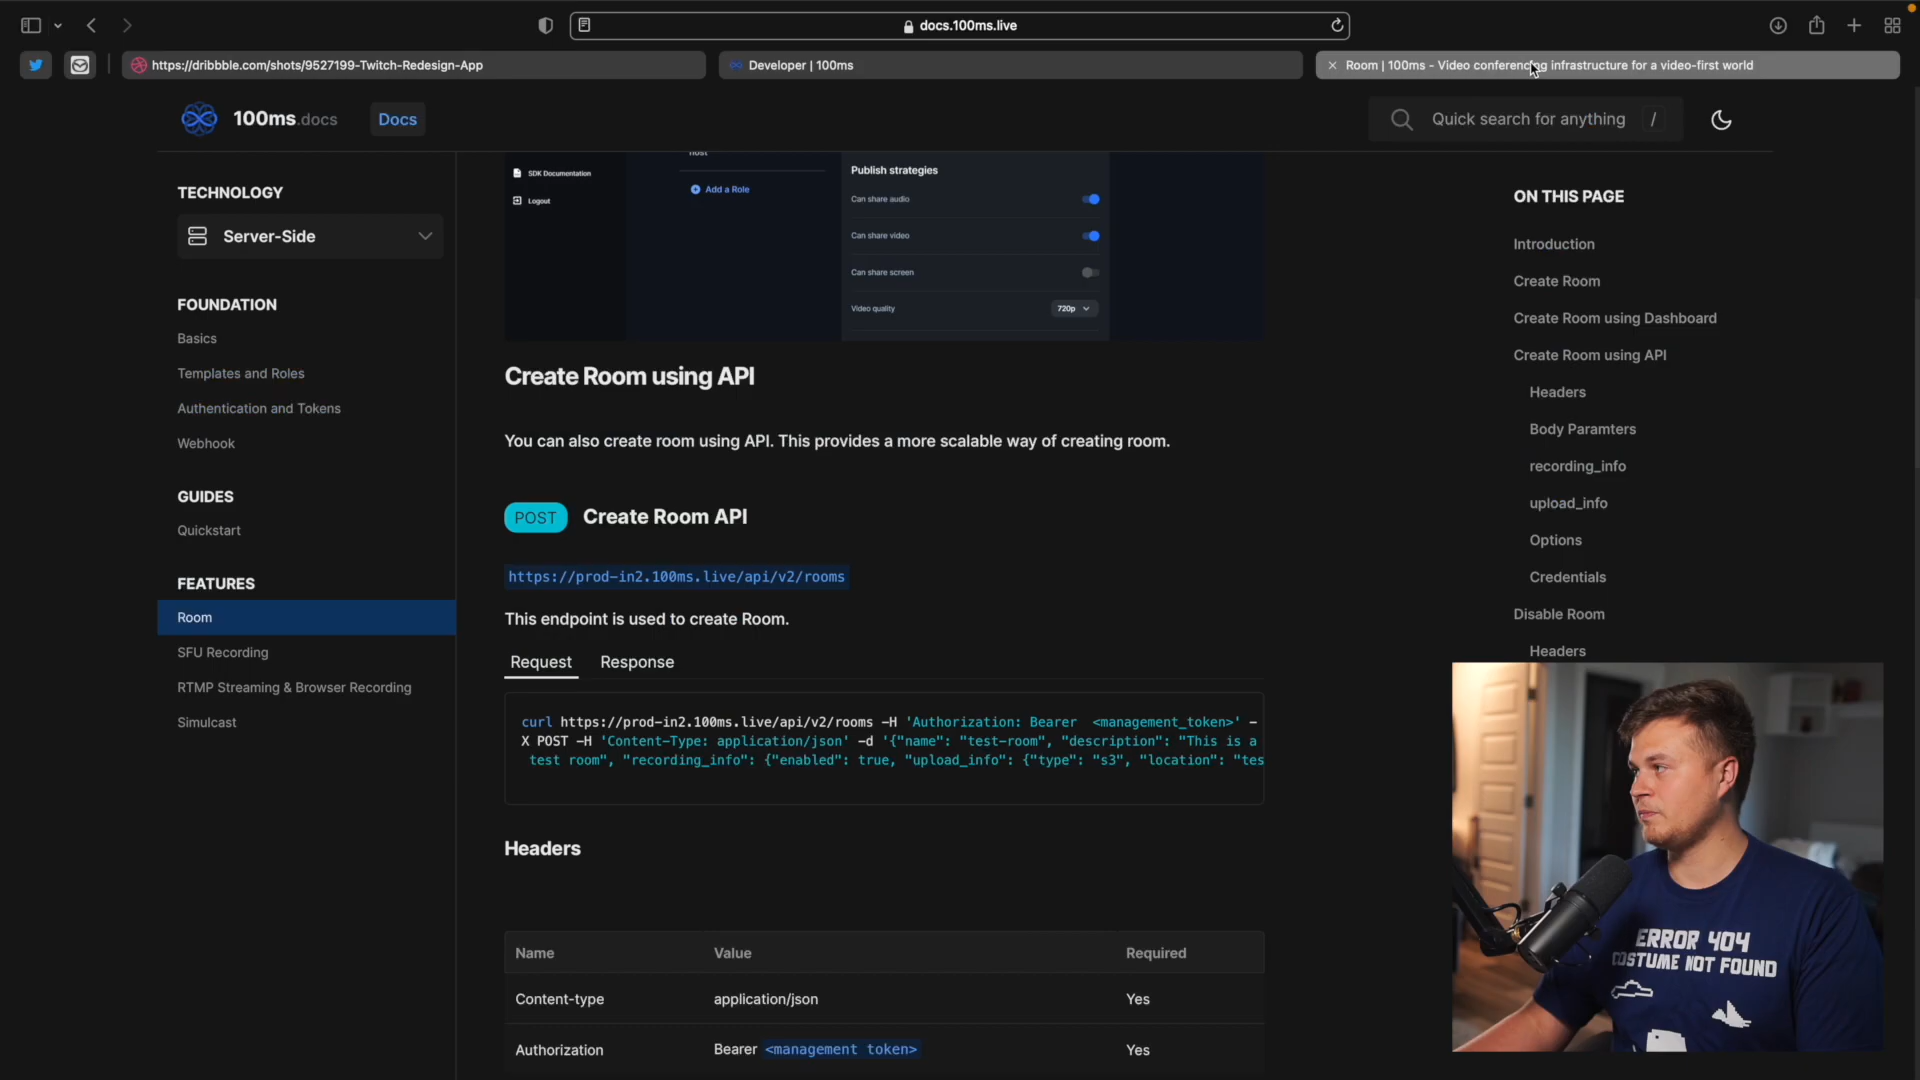 docs.100ms.live
https://dribbble.com/shots/9527199-Twitch-Redesign-App
Developer | 100ms
Room | 100ms - Video conferencing infrastructure for a video-first world
100ms.docs
Docs
Quick search for anything
/
TECHNOLOGY
Server-Side
FOUNDATION
Basics
Templates and Roles
Authentication and Tokens
Webhook
GUIDES
Quickstart
FEATURES
Room
SFU Recording
RTMP Streaming & Browser Recording
Simulcast
SDK Documentation
Logout
host
Add a Role
Publish strategies
Can share audio
Can share video
Can share screen
Video quality
720p
Create Room using API
You can also create room using API. This provides a more scalable way of creating room.
POST
Create Room API
https://prod-in2.100ms.live/api/v2/rooms
This endpoint is used to create Room.
Request
Response
curl https://prod-in2.100ms.live/api/v2/rooms -H 'Authorization: Bearer  <management_token>' -
X POST -H 'Content-Type: application/json' -d '{"name": "test-room", "description": "This is a
test room", "recording_info": {"enabled": true, "upload_info": {"type": "s3", "location": "tes
Headers
Name Value Required
Content-type application/json Yes
Authorization Bearer <management token> Yes
ON THIS PAGE
Introduction
Create Room
Create Room using Dashboard
Create Room using API
Headers
Body Paramters
recording_info
upload_info
Options
Credentials
Disable Room
Headers
ERROR 404
COSTUME NOT FOUND